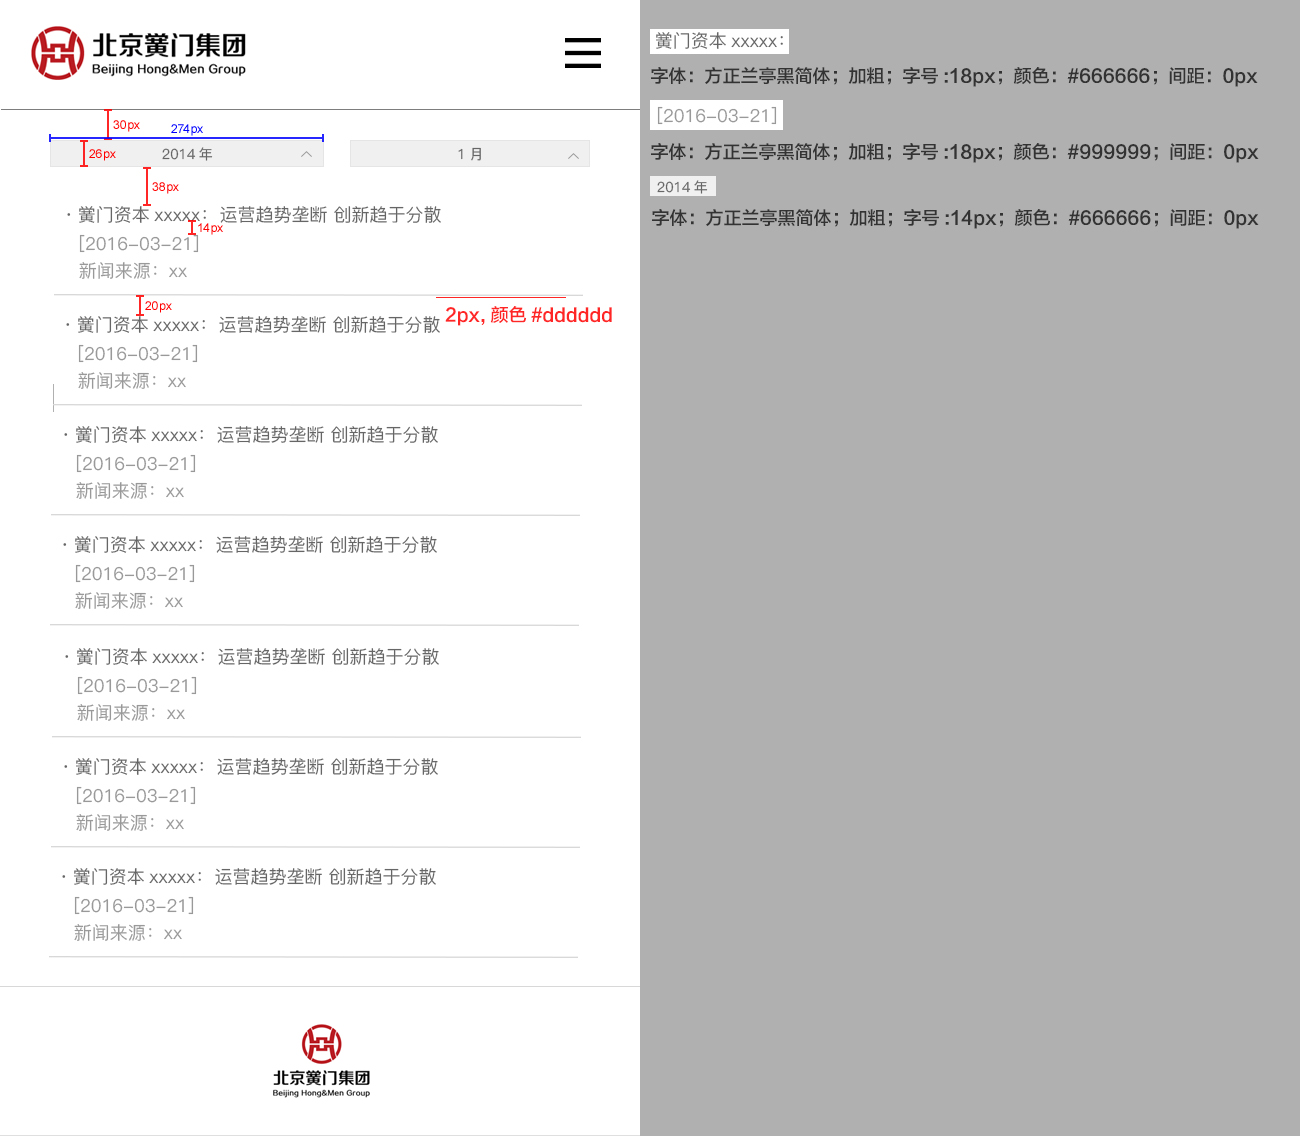 北京黉门集团
Beijing Hong&Men Group
30px
274px
26px
2014 年
1 月
38px
· 黉门资本 xxxxx： 运营趋势垄断 创新趋于分散
14px
[2016-03-21]
新闻来源：xx
20px
2px, 颜色 #dddddd
· 黉门资本 xxxxx： 运营趋势垄断 创新趋于分散
[2016-03-21]
新闻来源：xx
· 黉门资本 xxxxx： 运营趋势垄断 创新趋于分散
[2016-03-21]
新闻来源：xx
· 黉门资本 xxxxx： 运营趋势垄断 创新趋于分散
[2016-03-21]
新闻来源：xx
· 黉门资本 xxxxx： 运营趋势垄断 创新趋于分散
[2016-03-21]
新闻来源：xx
· 黉门资本 xxxxx： 运营趋势垄断 创新趋于分散
[2016-03-21]
新闻来源：xx
· 黉门资本 xxxxx： 运营趋势垄断 创新趋于分散
[2016-03-21]
新闻来源：xx
北京黉门集团
Beijing Hong&Men Group
黉门资本 xxxxx：
字体：方正兰亭黑简体；加粗；字号:18px；颜色：#666666；间距：0px
[2016-03-21]
字体：方正兰亭黑简体；加粗；字号:18px；颜色：#999999；间距：0px
2014 年
字体：方正兰亭黑简体；加粗；字号:14px；颜色：#666666；间距：0px